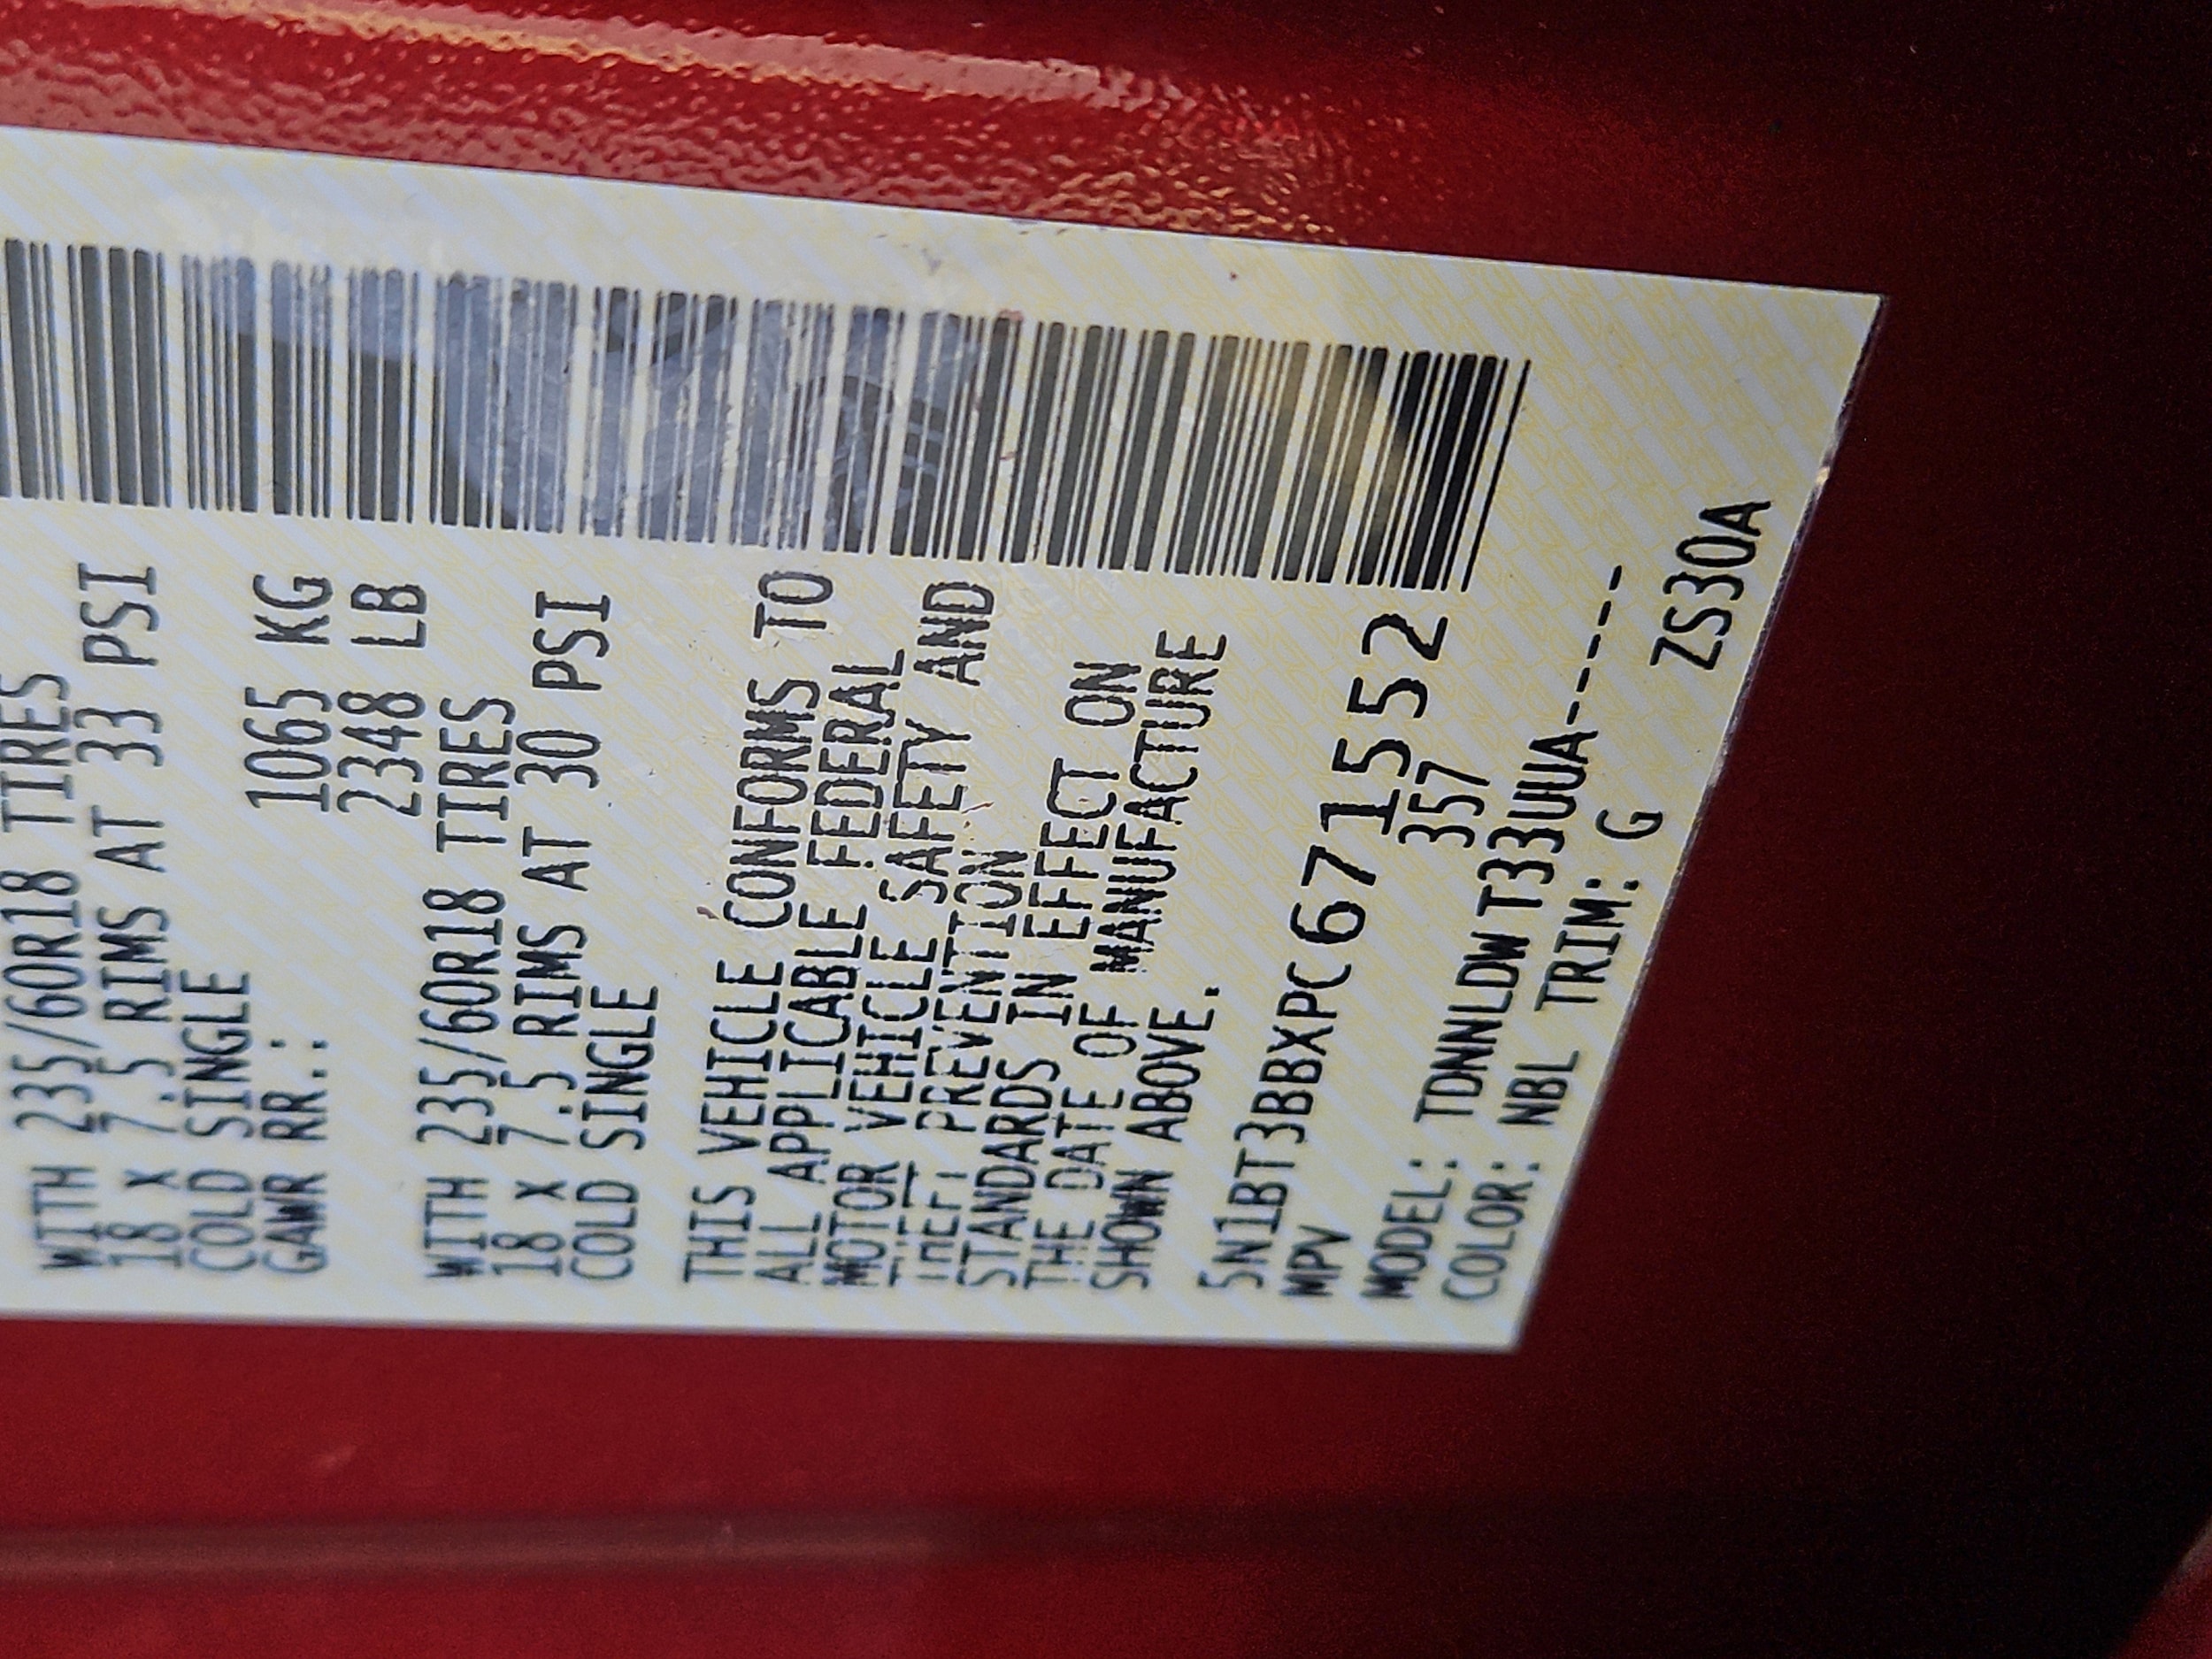 WITH 235/60R18 TIRES
18 x 7.5 RIMS AT 33 PSI
COLD SINGLE
GAWR RR.: 1065 KG
2348 LB
WITH 235/60R18 TIRES
18 x 7.5 RIMS AT 30 PSI
COLD SINGLE
THIS VEHICLE CONFORMS TO
ALL APPLICABLE FEDERAL
MOTOR VEHICLE SAFETY AND
THEFT PREVENTION
STANDARDS IN EFFECT ON
THE DATE OF MANUFACTURE
SHOWN ABOVE.
5N1BT3BBXPC671552
MPV 357
MODEL: TDNNLDWT33UUA-----
COLOR: NBL TRIM: G
ZS30A